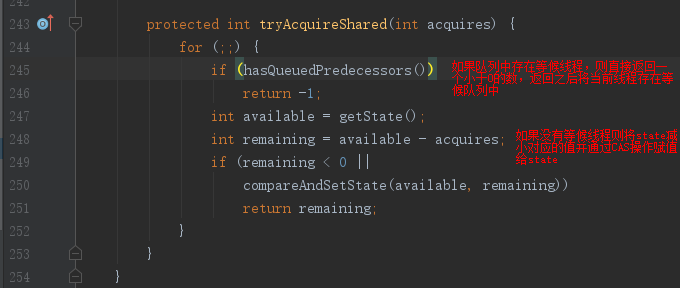 242
243 protected int tryAcquireShared(int acquires) {
244 for (;;) {
245 if (hasQueuedPredecessors()) 如果队列中存在等候线程，则直接返回一
个小于0的数，返回之后将当前线程存在等
候队列中
246 return -1;
247 int available = getState();
248 int remaining = available - acquires; 如果没有等候线程则将state减
小对应的值并通过CAS操作赋值
给state
249 if (remaining < 0 ||
250 compareAndSetState(available, remaining))
251 return remaining;
252 }
253 }
254 }